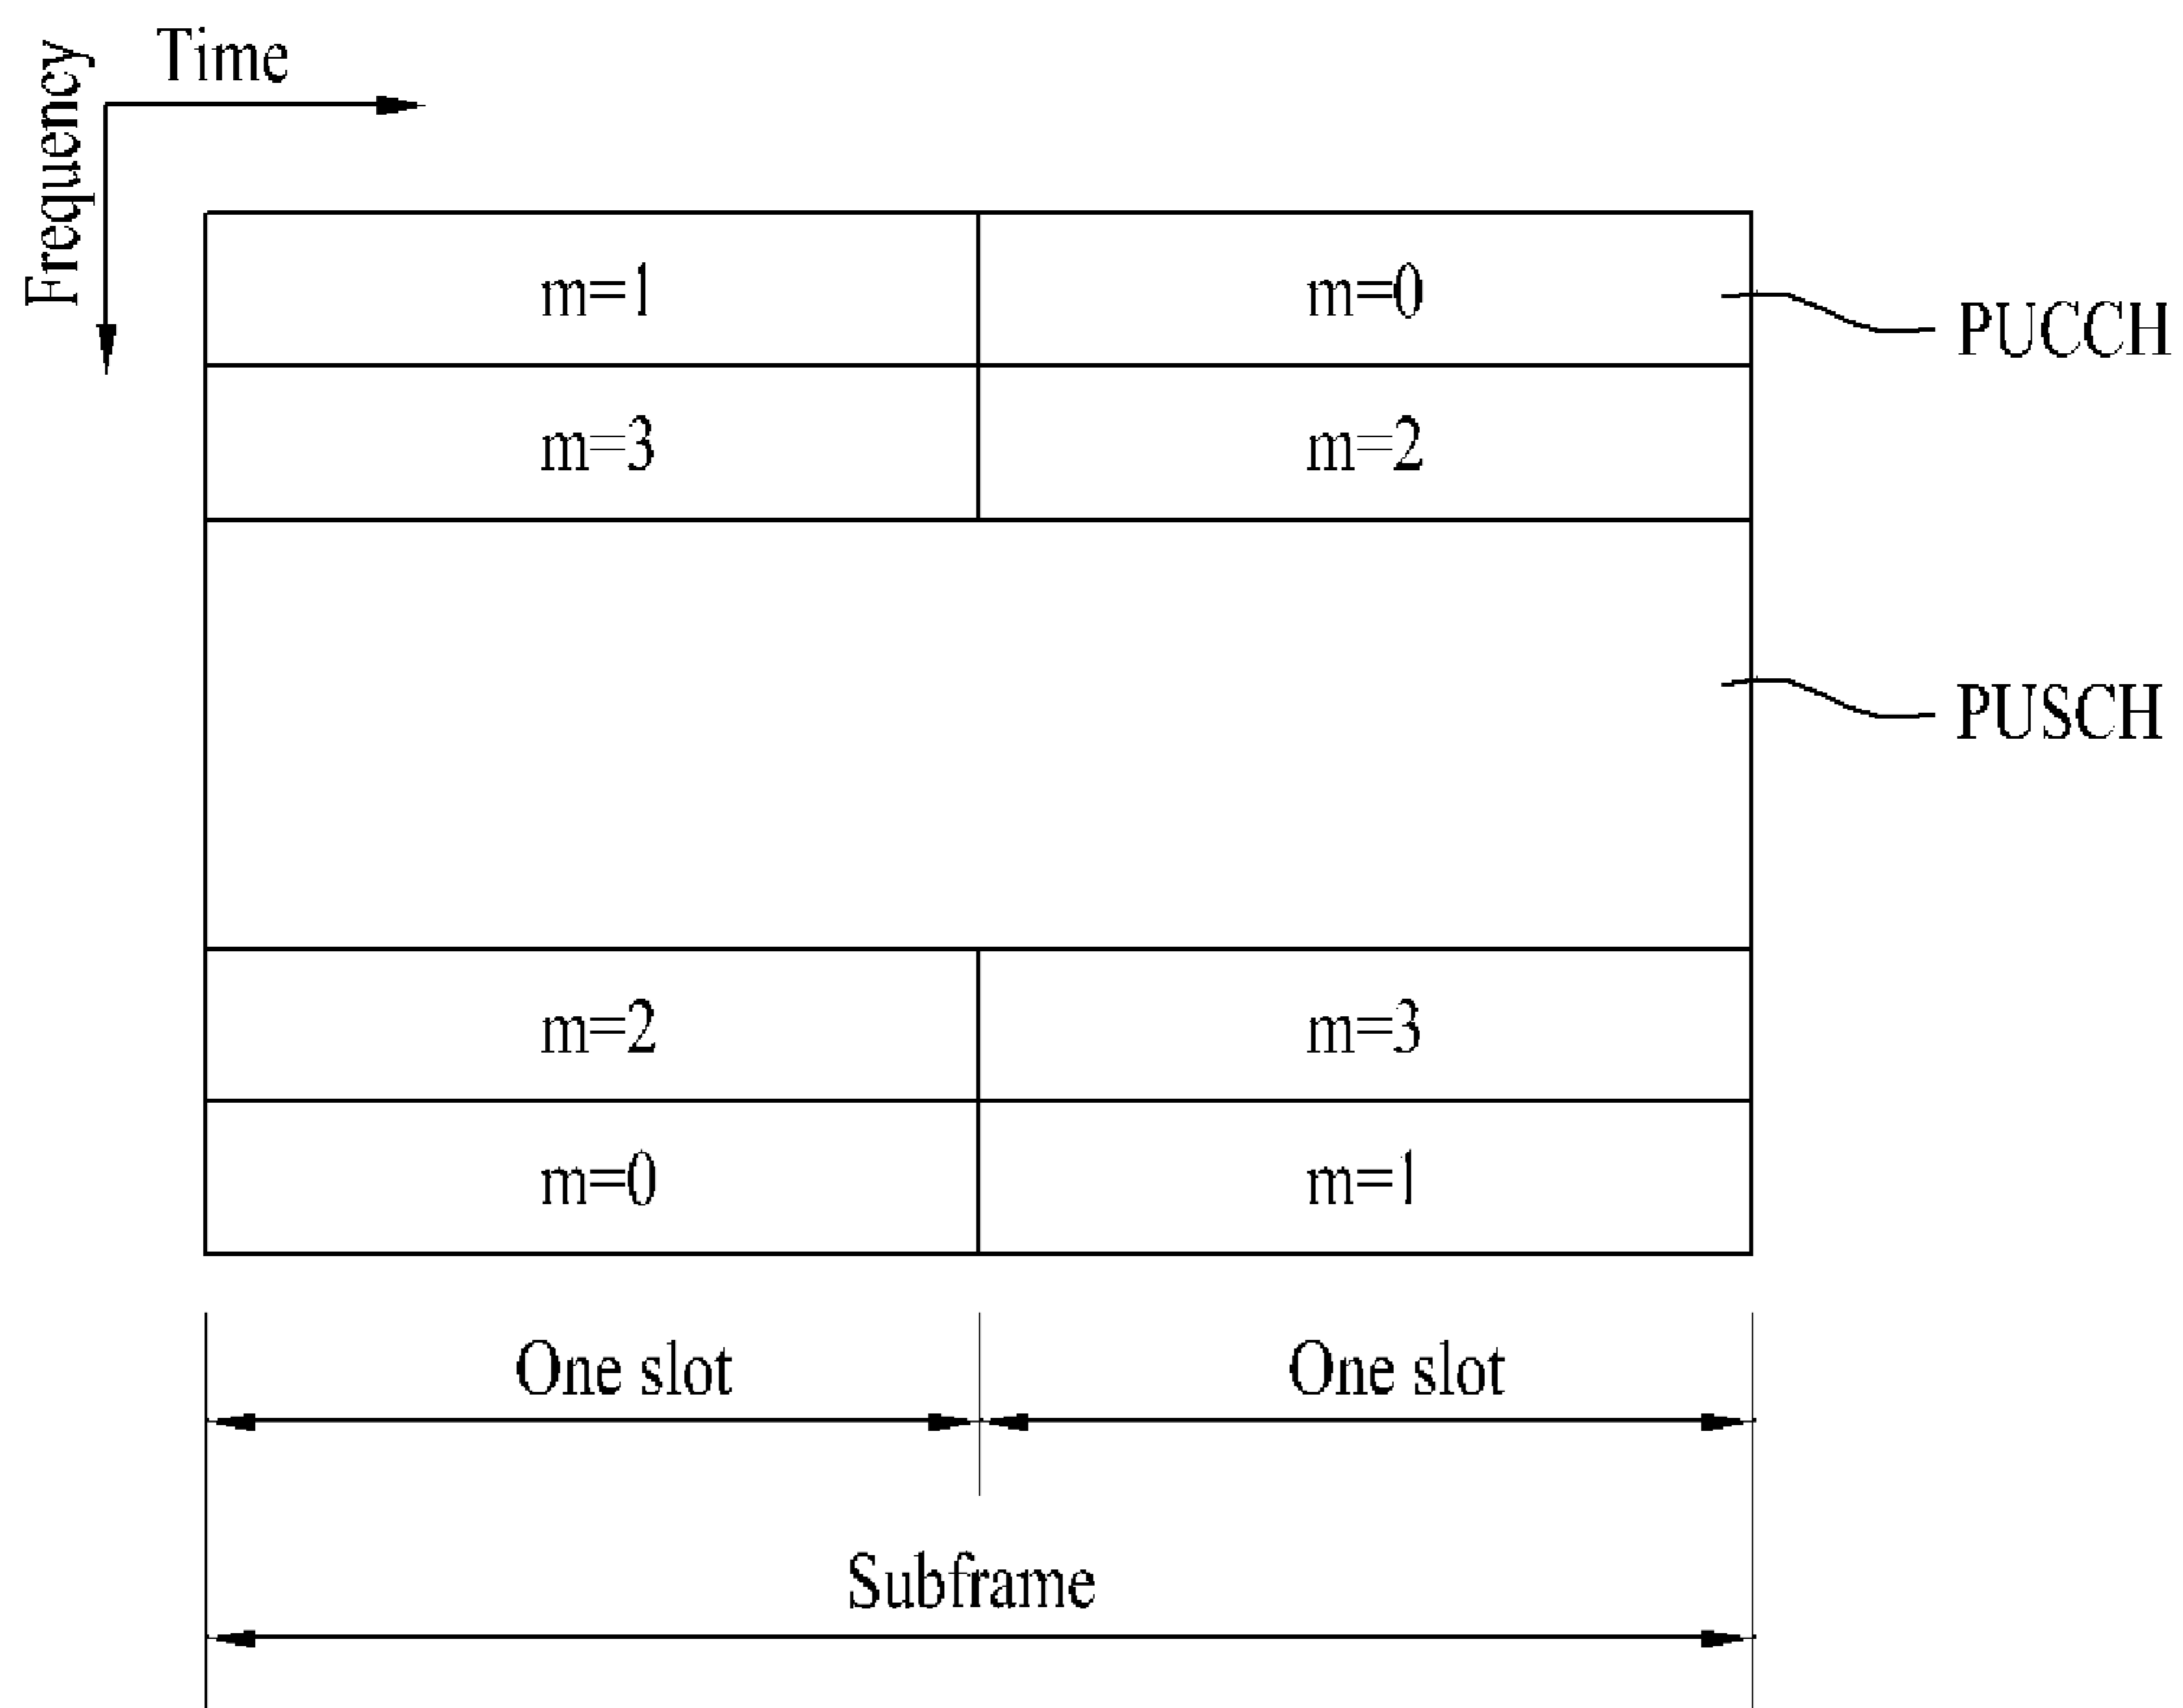 Time
Frequency
m=1
m=0
PUCCH
m=3
m=2
PUSCH
m=2
m=3
m=0
m=1
One slot
One slot
Subframe